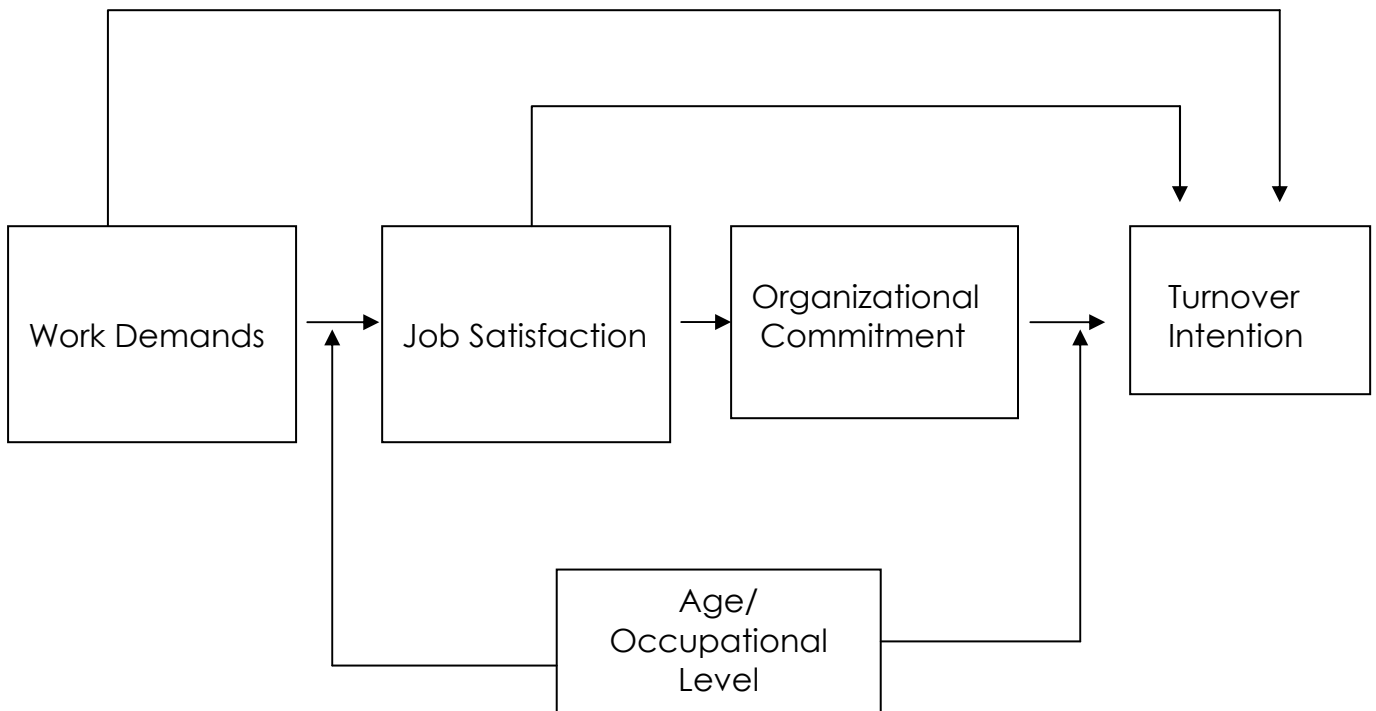 Work Demands
Job Satisfaction
Organizational
Commitment
Turnover
Intention
Age/
Occupational
Level